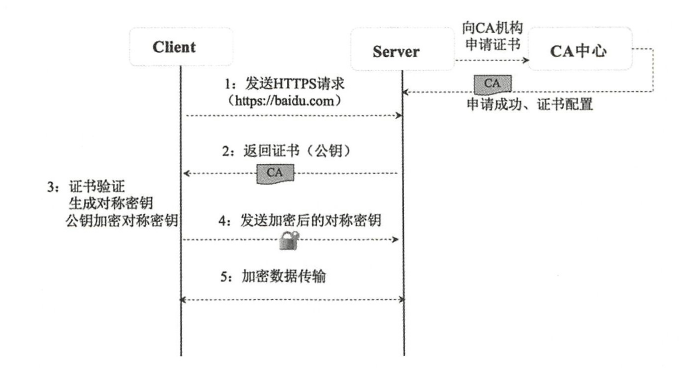 向CA机构
申请证书
Client
Server
CA中心
CA
申请成功、证书配置
1：发送HTTPS请求
（https://baidu.com）
2：返回证书（公钥）
CA
3：证书验证
生成对称密钥
公钥加密对称密钥
4：发送加密后的对称密钥
5：加密数据传输